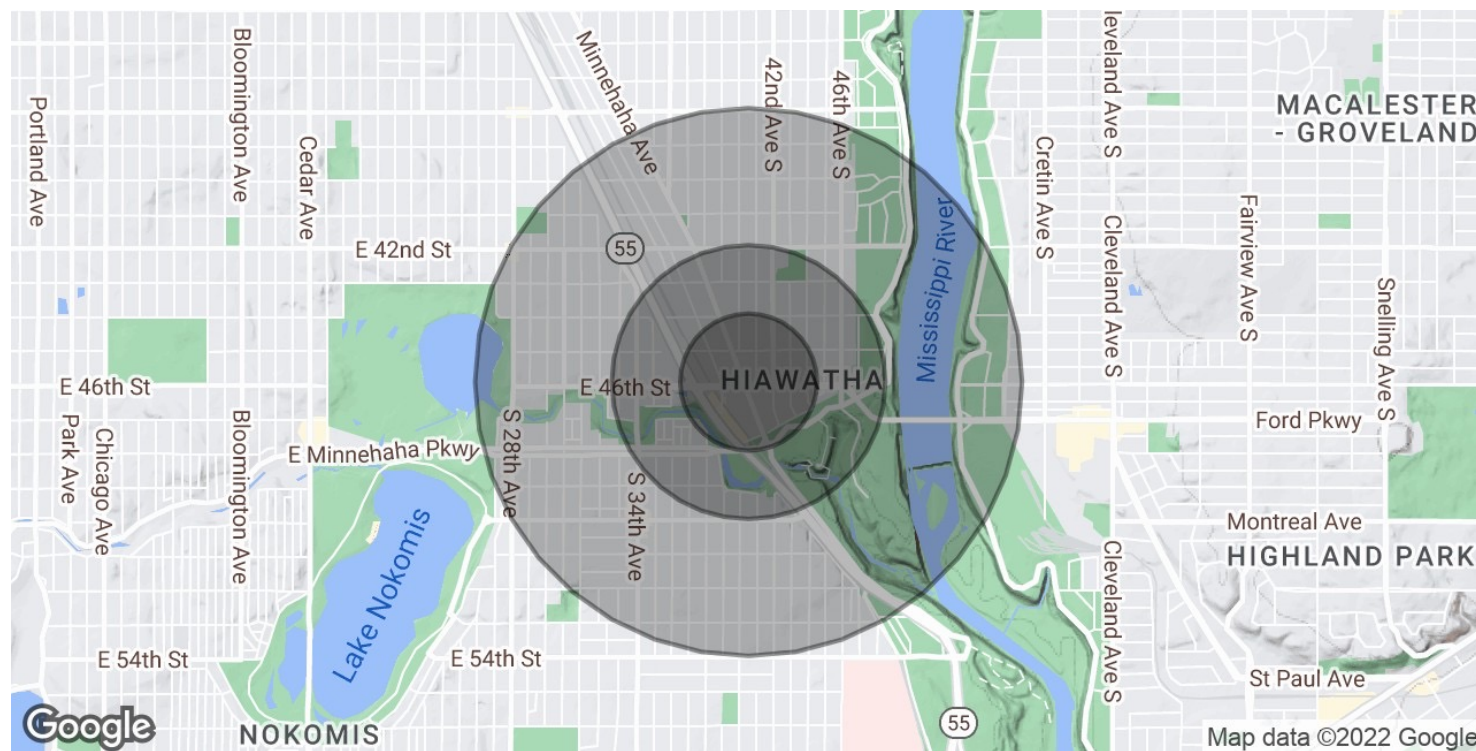 Portland Ave
Bloomington Ave
Cedar Ave
Minnehaha Ave
42nd Ave S
46th Ave S
leveland Ave S
MACALESTER
- GROVELAND
Cretin Ave S
Cleveland Ave S
Fairview Ave S
Snelling Ave S
E 42nd St
55
Mississippi River
E 46th St
E 46th St
HIAWATHA
Ford Pkwy
Park Ave
Chicago Ave
Bloomington Ave
E Minnehaha Pkwy
S 28th Ave
S 34th Ave
Lake Nokomis
Montreal Ave
HIGHLAND PARK
Cleveland Ave S
E 54th St
E 54th St
St Paul Ave
55
Google
NOKOMIS
Map data ©2022 Google